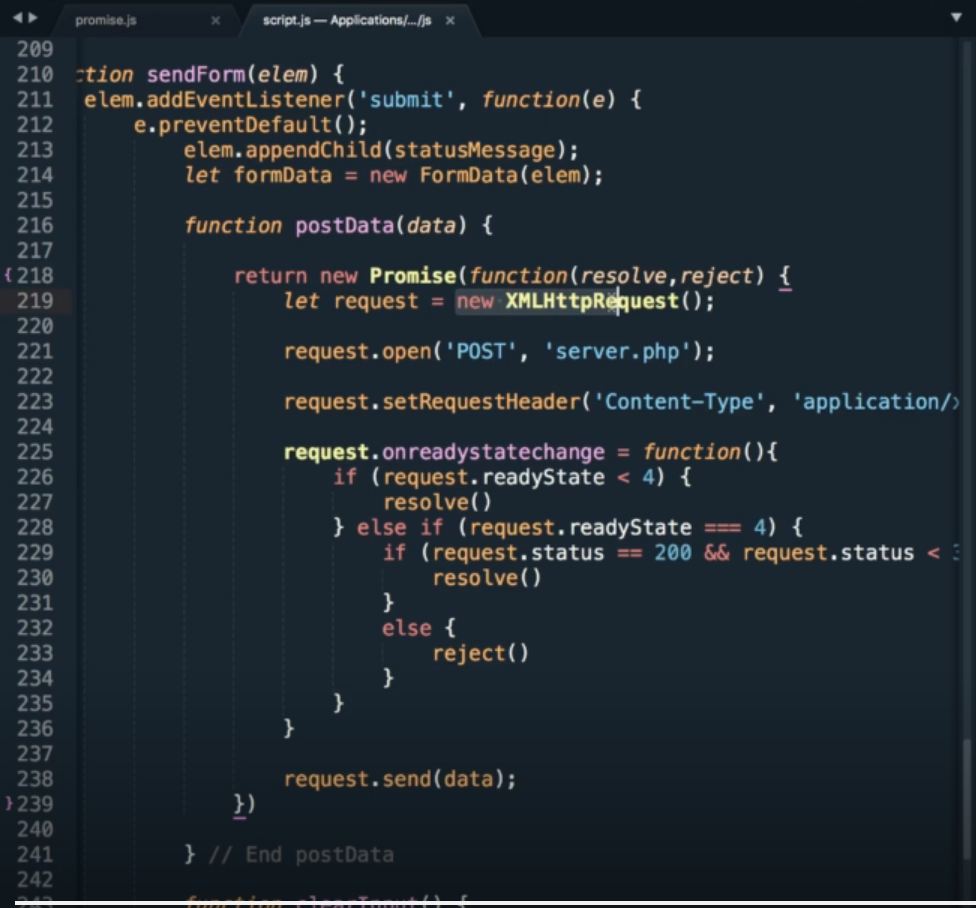 promise.js × script.js — Applications/.../js ×
209
210 ction sendForm(elem) {
211 elem.addEventListener('submit', function(e) {
212 e.preventDefault();
213 elem.appendChild(statusMessage);
214 let formData = new FormData(elem);
215
216 function postData(data) {
217
218 return new Promise(function(resolve,reject) {
219 let request = new XMLHttpRequest();
220
221 request.open('POST', 'server.php');
222
223 request.setRequestHeader('Content-Type', 'application/
224
225 request.onreadystatechange = function(){
226 if (request.readyState < 4) {
227 resolve()
228 } else if (request.readyState === 4) {
229 if (request.status == 200 && request.status <
230 resolve()
231 }
232 else {
233 reject()
234 }
235 }
236 }
237
238 request.send(data);
239 })
240
241 } // End postData
242
243 function clearInput() {